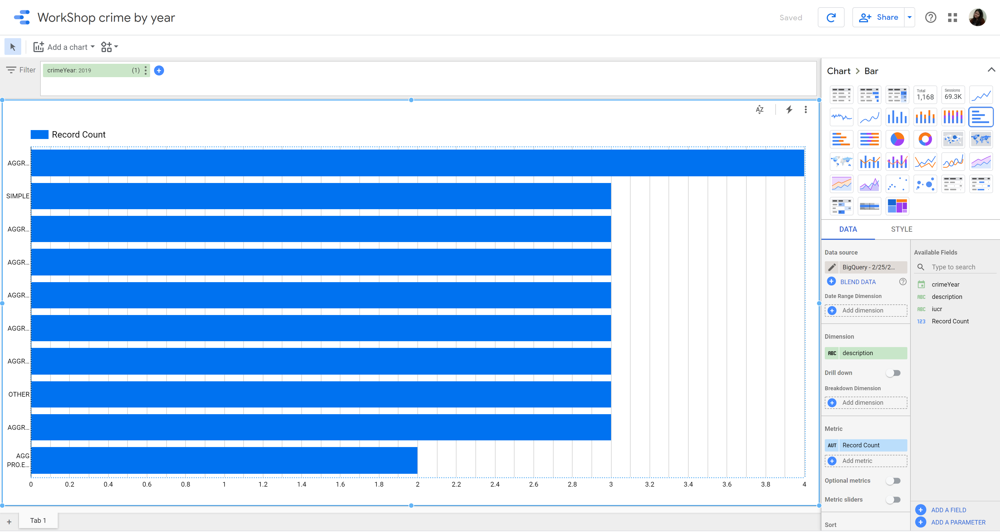 WorkShop crime by year
Saved
Share
Add a chart
Filter
crimeYear: 2019 (1)
Chart > Bar
Total
1,168
Sessions
69.3K
Record Count
AGGR...
SIMPLE
AGGR...
AGGR...
AGGR...
AGGR...
AGGR...
OTHER
AGGR...
AGG
PRO.E...
0 0.2 0.4 0.6 0.8 1 1.2 1.4 1.6 1.8 2 2.2 2.4 2.6 2.8 3 3.2 3.4 3.6 3.8 4
Tab 1
DATA STYLE
Data source
BigQuery - 2/25/2...
BLEND DATA
Date Range Dimension
Add dimension
Dimension
ABC description
Drill down
Breakdown Dimension
Add dimension
Metric
AUT Record Count
Add metric
Optional metrics
Metric sliders
Sort
Available Fields
Type to search
crimeYear
ABC description
ABC iucr
123 Record Count
ADD A FIELD
ADD A PARAMETER